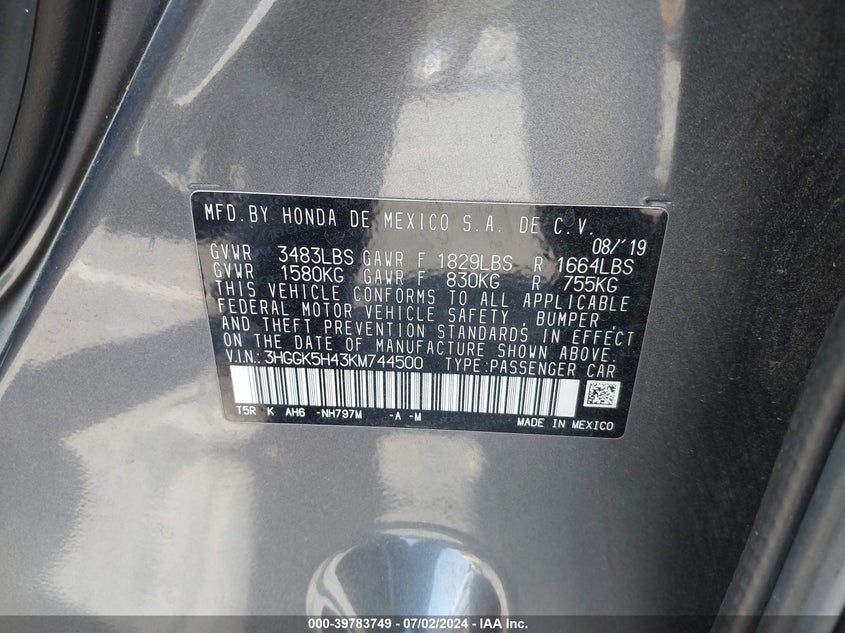 MFD.BY HONDA DE MEXICO S.A. DE C.V.
08/'19
GVWR 3483LBS GAWR F 1829LBS R 1664LBS
GVWR 1580KG GAWR F 830KG R 755KG
THIS VEHICLE CONFORMS TO ALL APPLICABLE
FEDERAL MOTOR VEHICLE SAFETY, BUMPER,
AND THEFT PREVENTION STANDARDS IN EFFECT
ON THE DATE OF MANUFACTURE SHOWN ABOVE.
V.I.N.: 3HGGK5H43KM744500 TYPE:PASSENGER CAR
T5R K AH6 -NH797M -A -M
MADE IN MEXICO
000-39783749 - 07/02/2024 - IAA Inc.